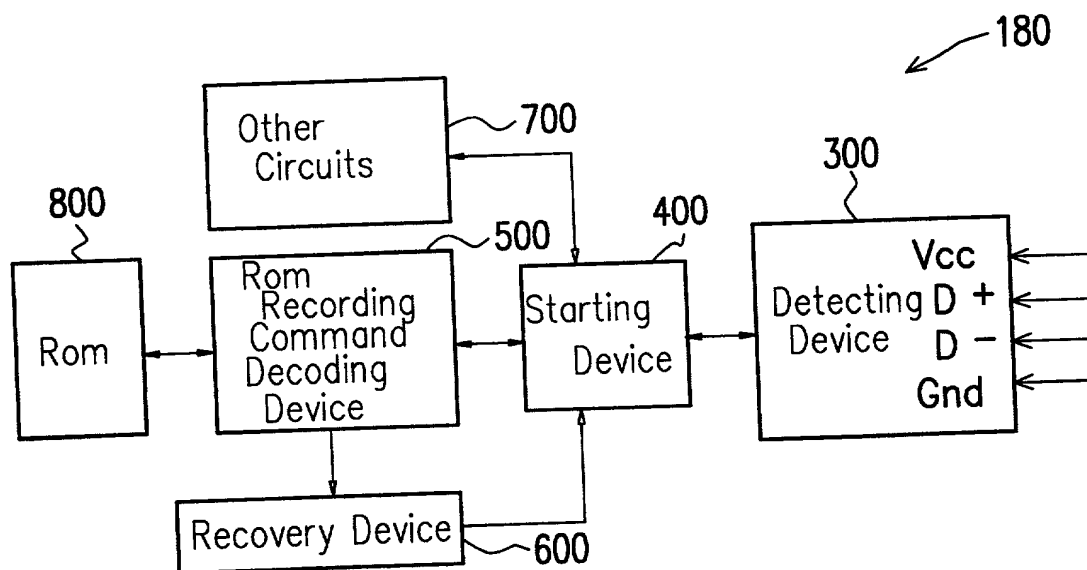 180
Other
Circuits
700
300
800
500
400
Rom
Rom
Recording
Command
Decoding
Device
Starting
Device
Detecting
Device
Vcc
D +
D -
Gnd
Recovery Device
600